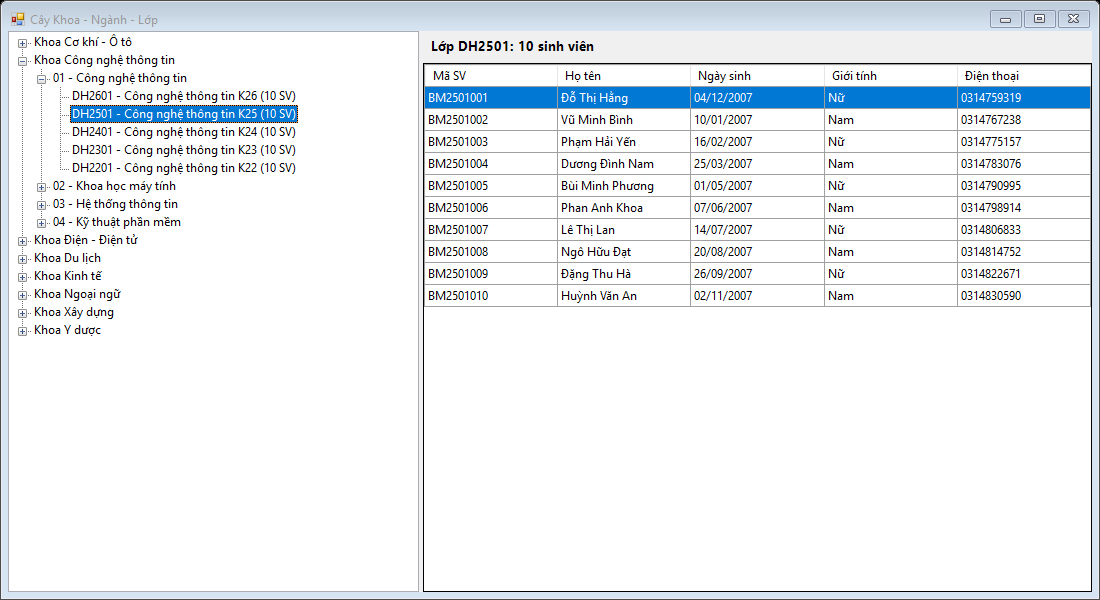 Cây Khoa - Ngành - Lớp
Khoa Cơ khí - Ô tô
Khoa Công nghệ thông tin
01 - Công nghệ thông tin
DH2601 - Công nghệ thông tin K26 (10 SV)
DH2501 - Công nghệ thông tin K25 (10 SV)
DH2401 - Công nghệ thông tin K24 (10 SV)
DH2301 - Công nghệ thông tin K23 (10 SV)
DH2201 - Công nghệ thông tin K22 (10 SV)
02 - Khoa học máy tính
03 - Hệ thống thông tin
04 - Kỹ thuật phần mềm
Khoa Điện - Điện tử
Khoa Du lịch
Khoa Kinh tế
Khoa Ngoại ngữ
Khoa Xây dựng
Khoa Y dược
Lớp DH2501: 10 sinh viên
Mã SV Họ tên Ngày sinh Giới tính Điện thoại
BM2501001 Đỗ Thị Hằng 04/12/2007 Nữ 0314759319
BM2501002 Vũ Minh Bình 10/01/2007 Nam 0314767238
BM2501003 Phạm Hải Yến 16/02/2007 Nữ 0314775157
BM2501004 Dương Đình Nam 25/03/2007 Nam 0314783076
BM2501005 Bùi Minh Phương 01/05/2007 Nữ 0314790995
BM2501006 Phan Anh Khoa 07/06/2007 Nam 0314798914
BM2501007 Lê Thị Lan 14/07/2007 Nữ 0314806833
BM2501008 Ngô Hữu Đạt 20/08/2007 Nam 0314814752
BM2501009 Đặng Thu Hà 26/09/2007 Nữ 0314822671
BM2501010 Huỳnh Văn An 02/11/2007 Nam 0314830590